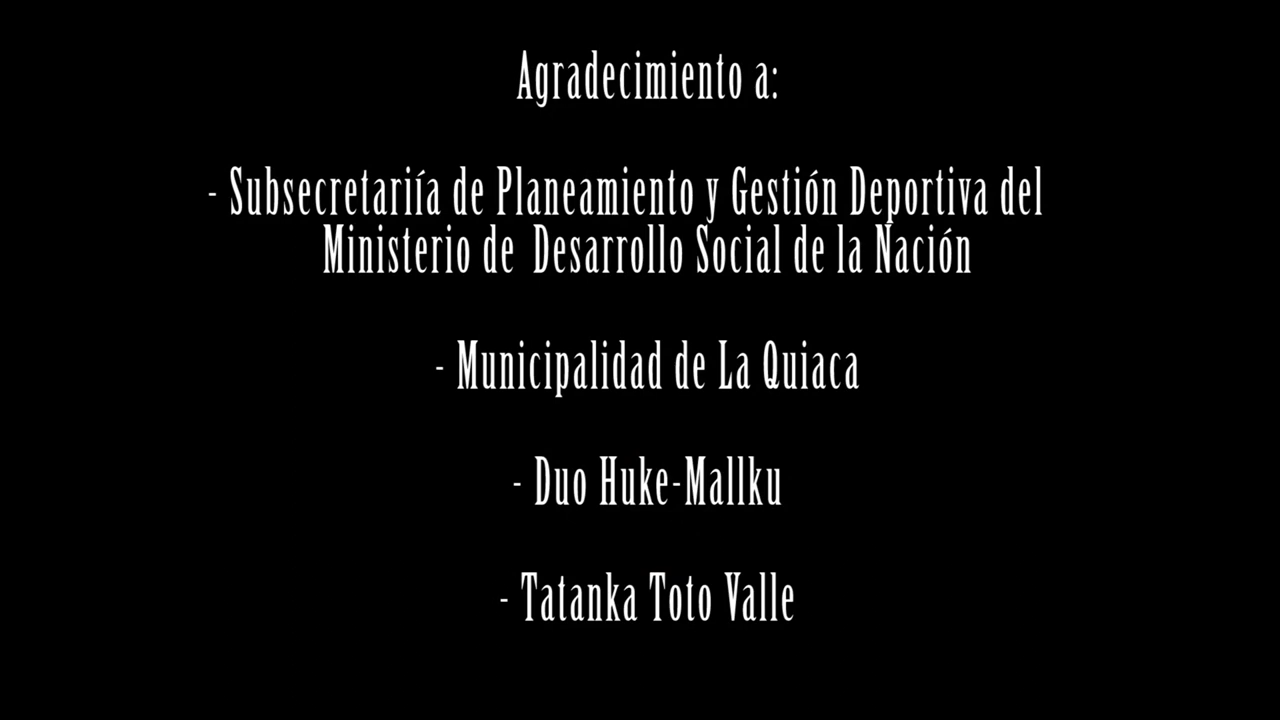 Agradecimiento a:
- Subsecretariía de Planeamiento y Gestión Deportiva del
Ministerio de Desarrollo Social de la Nación
- Municipalidad de La Quiaca
- Duo Huke-Mallku
- Tatanka Toto Valle